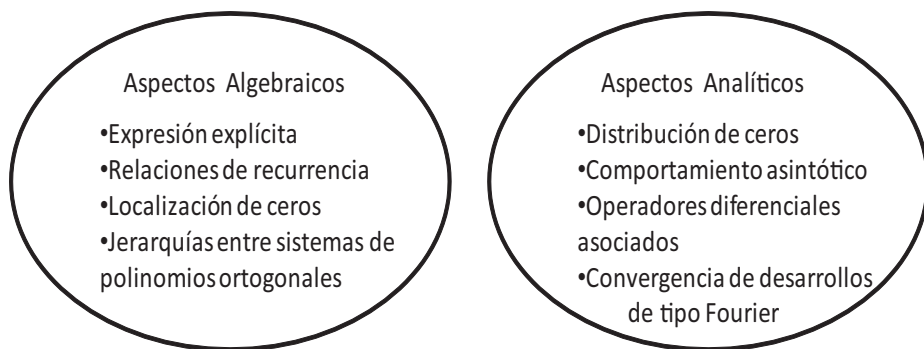 Aspectos Algebraicos
•Expresión explícita
•Relaciones de recurrencia
•Localización de ceros
•Jerarquías entre sistemas de
polinomios ortogonales
Aspectos Analíticos
•Distribución de ceros
•Comportamiento asintótico
•Operadores diferenciales
asociados
•Convergencia de desarrollos
de tipo Fourier